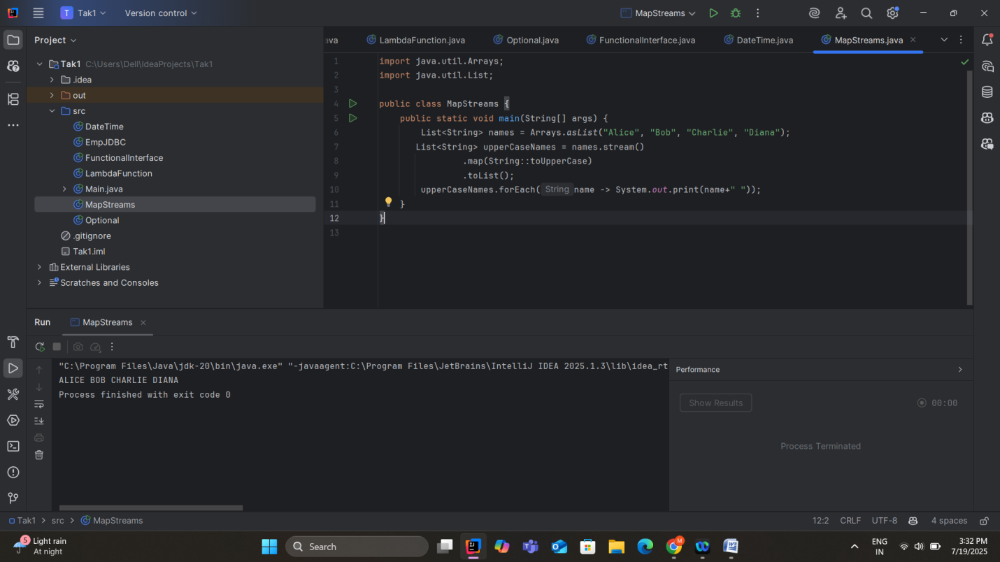 T Tak1 Version control MapStreams
Project
ava LambdaFunction.java Optional.java FunctionalInterface.java DateTime.java MapStreams.java
Tak1 C:\Users\Dell\IdeaProjects\Tak1
.idea
out
src
DateTime
EmpJDBC
FunctionalInterface
LambdaFunction
Main.java
MapStreams
Optional
.gitignore
Tak1.iml
External Libraries
Scratches and Consoles
1 import java.util.Arrays;
2 import java.util.List;
3
4 public class MapStreams {
5 public static void main(String[] args) {
6 List<String> names = Arrays.asList("Alice", "Bob", "Charlie", "Diana");
7 List<String> upperCaseNames = names.stream()
8 .map(String::toUpperCase)
9 .toList();
10 upperCaseNames.forEach( String name -> System.out.print(name+" "));
11 }
12 }
13
Run MapStreams
"C:\Program Files\Java\jdk-20\bin\java.exe" "-javaagent:C:\Program Files\JetBrains\IntelliJ IDEA 2025.1.3\lib\idea_rt
ALICE BOB CHARLIE DIANA
Process finished with exit code 0
Performance
Show Results 00:00
Process Terminated
Tak1 > src > MapStreams 12:2 CRLF UTF-8 4 spaces
5 Light rain
At night
Search
M
ENG
IN
3:32 PM
7/19/2025